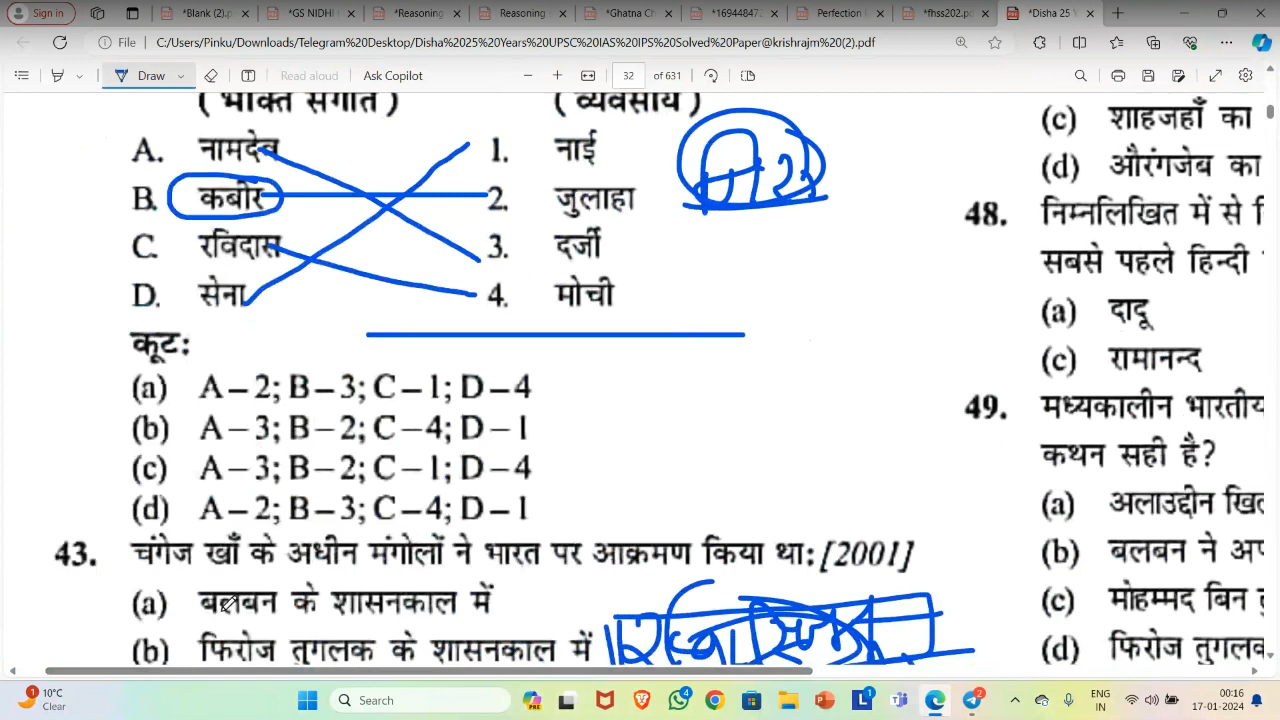 Sign in
*Blank (2).p
*GS NIDHI
*Reasoning
Reasoning
*Ghatna Ch
*16944847
Perfection
*fhss202.p
*Disha 25 Y
File C:/Users/Pinku/Downloads/Telegram Desktop/Disha%2025%20Years%20UPSC%20IAS%20IPS%20Solved%20Paper@krishrajm (2).pdf
Draw
Read aloud
Ask Copilot
32 of 631
(भक्ति संगीत) (व्यवसाय)
A. नामदेव 1. नाई
B. कबीर 2. जुलाहा
C. रविदास 3. दर्जी
D. सेना 4. मोची
कूट:
(a) A – 2; B – 3; C – 1; D – 4
(b) A – 3; B – 2; C – 4; D – 1
(c) A – 3; B – 2; C – 1; D – 4
(d) A – 2; B – 3; C – 4; D – 1
43. चंगेज खाँ के अधीन मंगोलों ने भारत पर आक्रमण किया था: [2001]
(a) बलबन के शासनकाल में
(b) फिरोज तुगलक के शासनकाल में
(c) शाहजहाँ का
(d) औरंगजेब का
48. निम्नलिखित में से
सबसे पहले हिन्दी
(a) दादू
(c) रामानन्द
49. मध्यकालीन भारतीय
कथन सही है?
(a) अलाउद्दीन
(b) बलबन ने
(c) मोहम्मद बिन
(d) फिरोज
10°C
Clear
Search
ENG
IN
00:16
17-01-2024